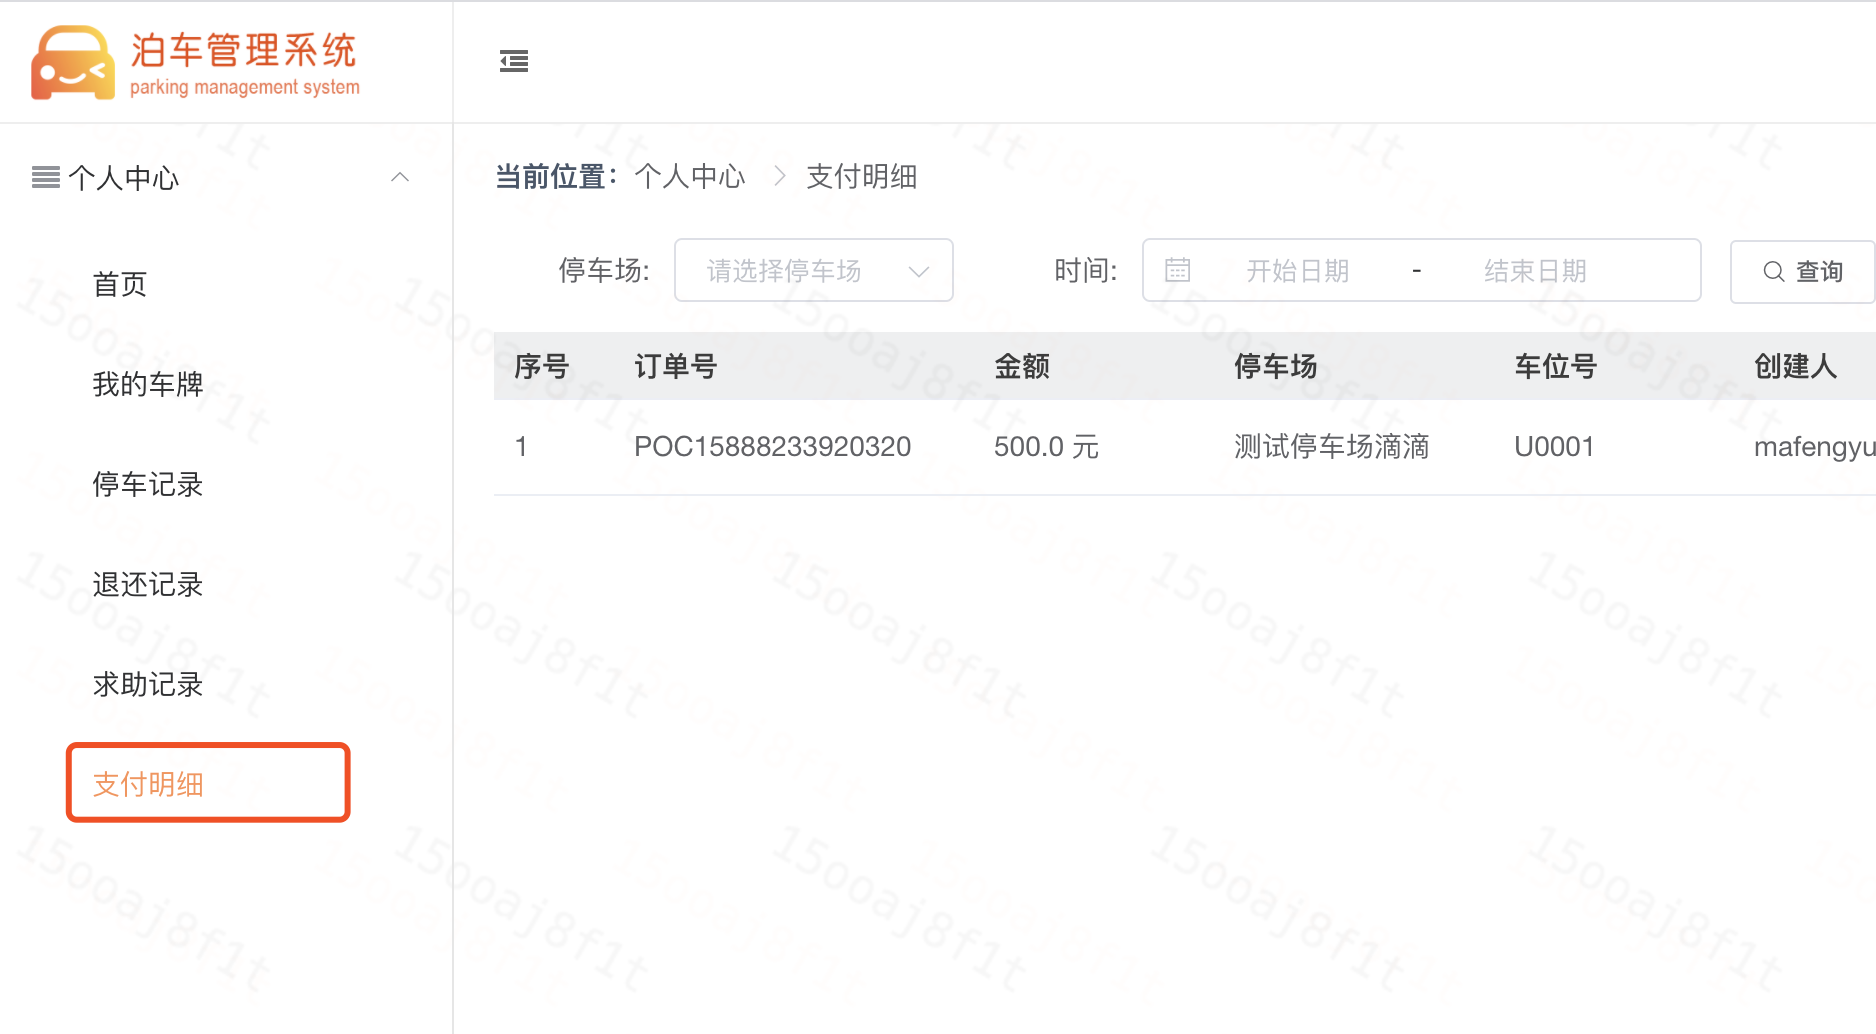 泊车管理系统
parking management system
个人中心
首页
我的车牌
停车记录
退还记录
求助记录
支付明细
当前位置： 个人中心 > 支付明细
停车场: 请选择停车场 时间: 开始日期 - 结束日期 查询
序号 订单号 金额 停车场 车位号 创建人
1 POC15888233920320 500.0 元 测试停车场滴滴 U0001 mafengyu
15ooaj8f1t